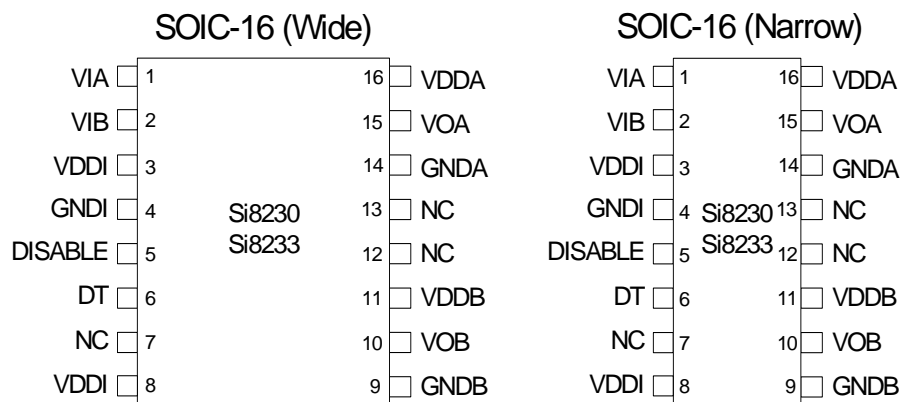 SOIC-16 (Wide)
VIA 1 16 VDDA
VIB 2 15 VOA
VDDI 3 14 GNDA
GNDI 4 Si8230 13 NC
DISABLE 5 Si8233 12 NC
DT 6 11 VDDB
NC 7 10 VOB
VDDI 8 9 GNDB
SOIC-16 (Narrow)
VIA 1 16 VDDA
VIB 2 15 VOA
VDDI 3 14 GNDA
GNDI 4 Si8230 13 NC
DISABLE 5 Si8233 12 NC
DT 6 11 VDDB
NC 7 10 VOB
VDDI 8 9 GNDB